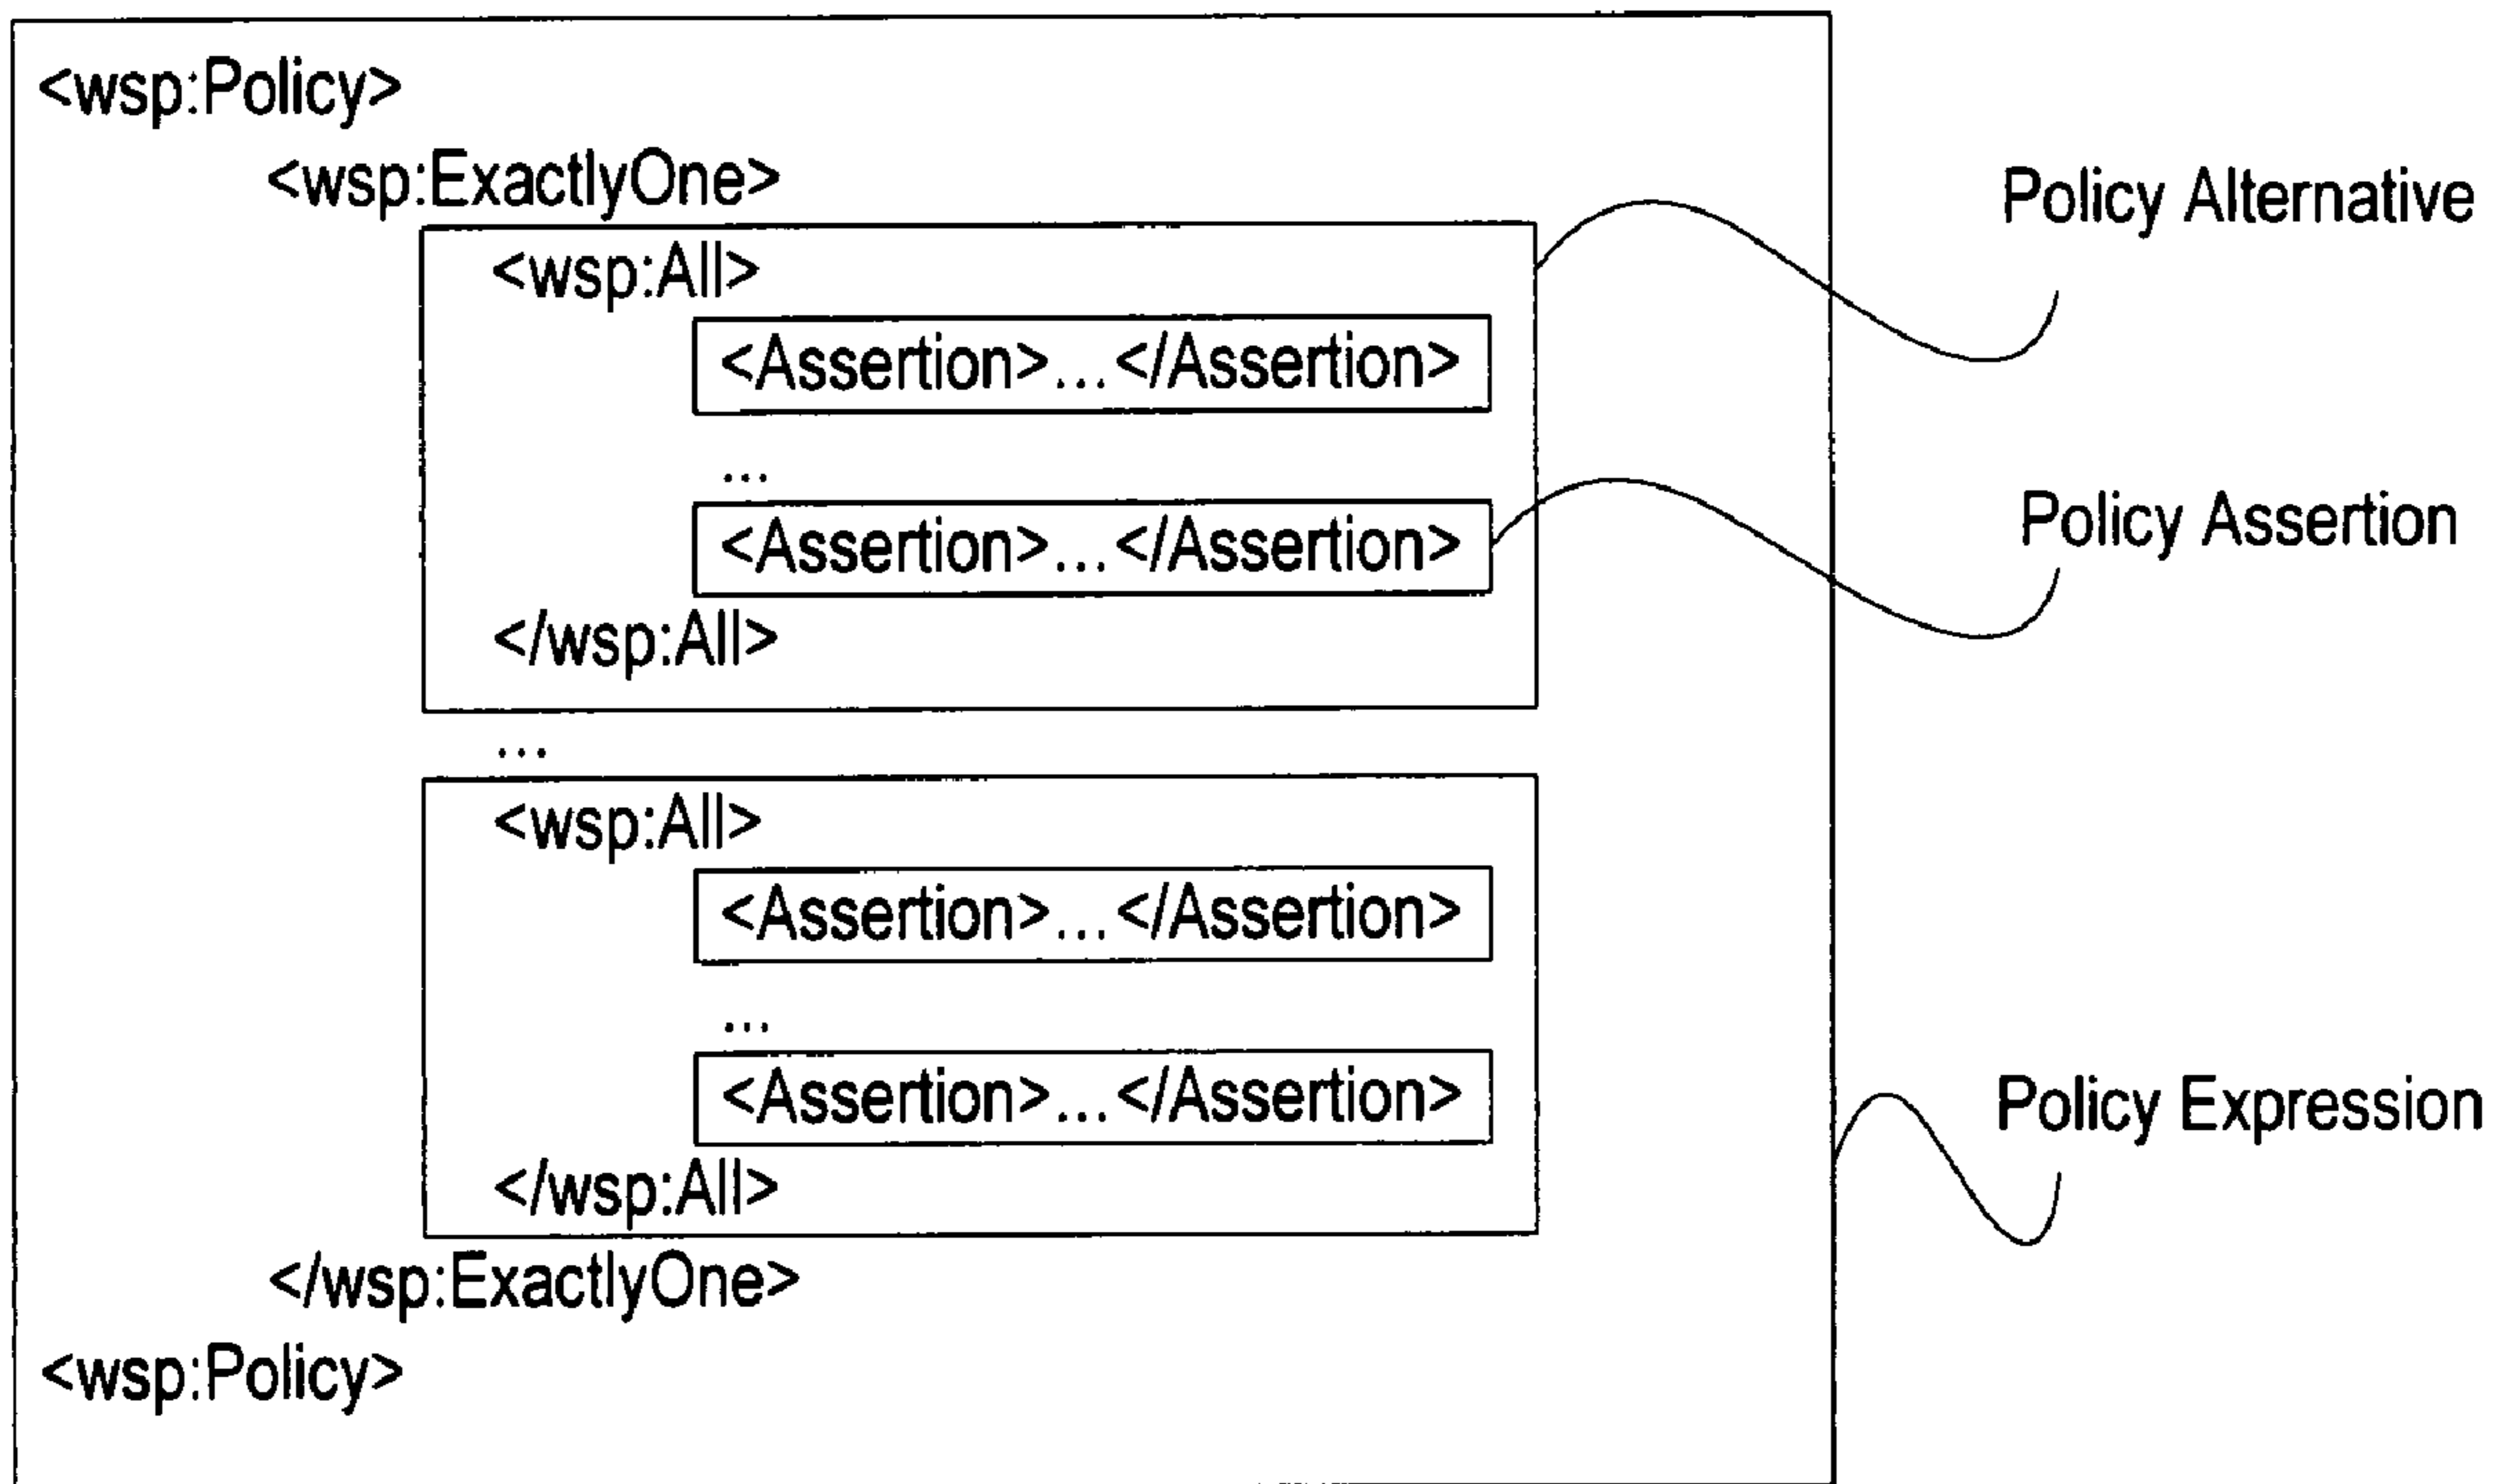 <wsp:Policy>
<wsp:ExactlyOne>
Policy Alternative
<wsp:All>
<Assertion>...</Assertion>
...
Policy Assertion
<Assertion>...</Assertion>
</wsp:All>
...
<wsp:All>
<Assertion>...</Assertion>
...
<Assertion>...</Assertion>
Policy Expression
</wsp:All>
</wsp:ExactlyOne>
<wsp:Policy>